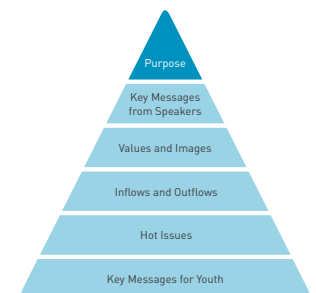 Purpose
Key Messages
from Speakers
Values and Images
Inflows and Outflows
Hot Issues
Key Messages for Youth